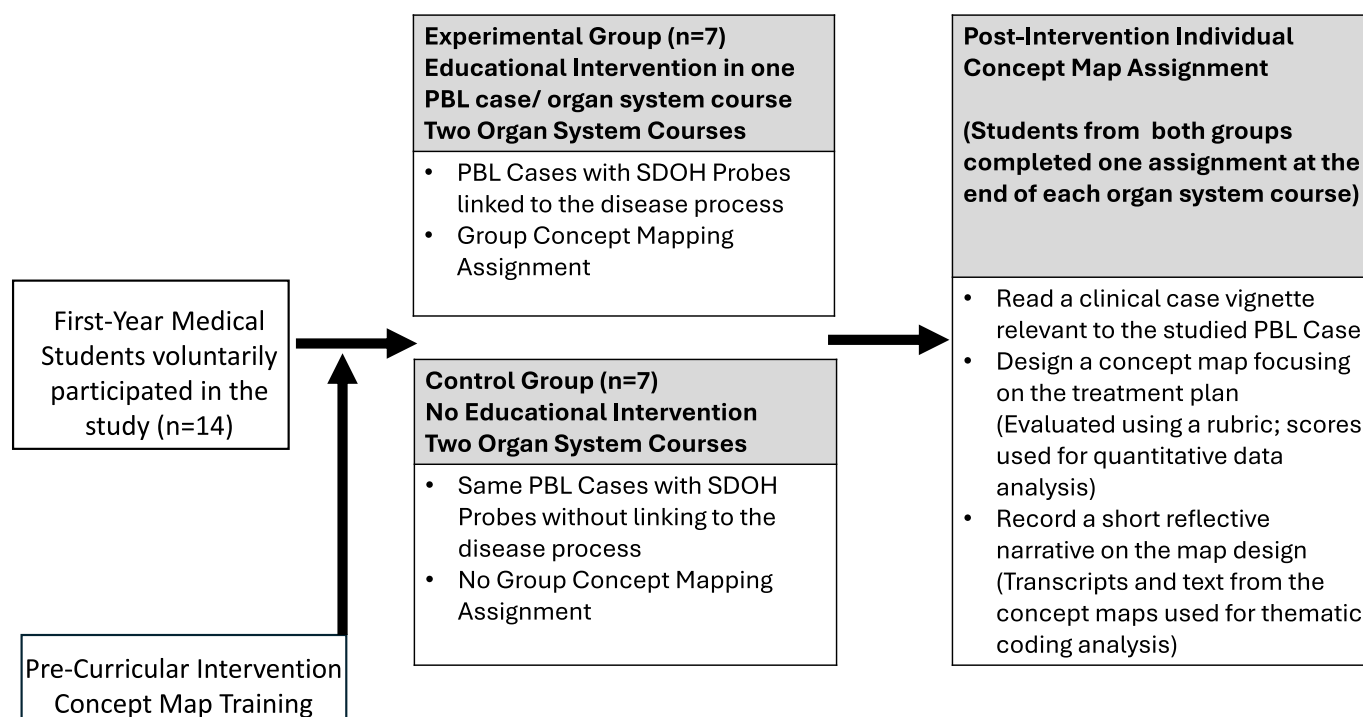 First-Year Medical
Students voluntarily
participated in the
study (n=14)
Pre-Curricular Intervention
Concept Map Training
Experimental Group (n=7)
Educational Intervention in one
PBL case/ organ system course
Two Organ System Courses
• PBL Cases with SDOH Probes
linked to the disease process
• Group Concept Mapping
Assignment
Control Group (n=7)
No Educational Intervention
Two Organ System Courses
• Same PBL Cases with SDOH
Probes without linking to the
disease process
• No Group Concept Mapping
Assignment
Post-Intervention Individual
Concept Map Assignment
(Students from both groups
completed one assignment at the
end of each organ system course)
• Read a clinical case vignette
relevant to the studied PBL Case
• Design a concept map focusing
on the treatment plan
(Evaluated using a rubric; scores
used for quantitative data
analysis)
• Record a short reflective
narrative on the map design
(Transcripts and text from the
concept maps used for thematic
coding analysis)